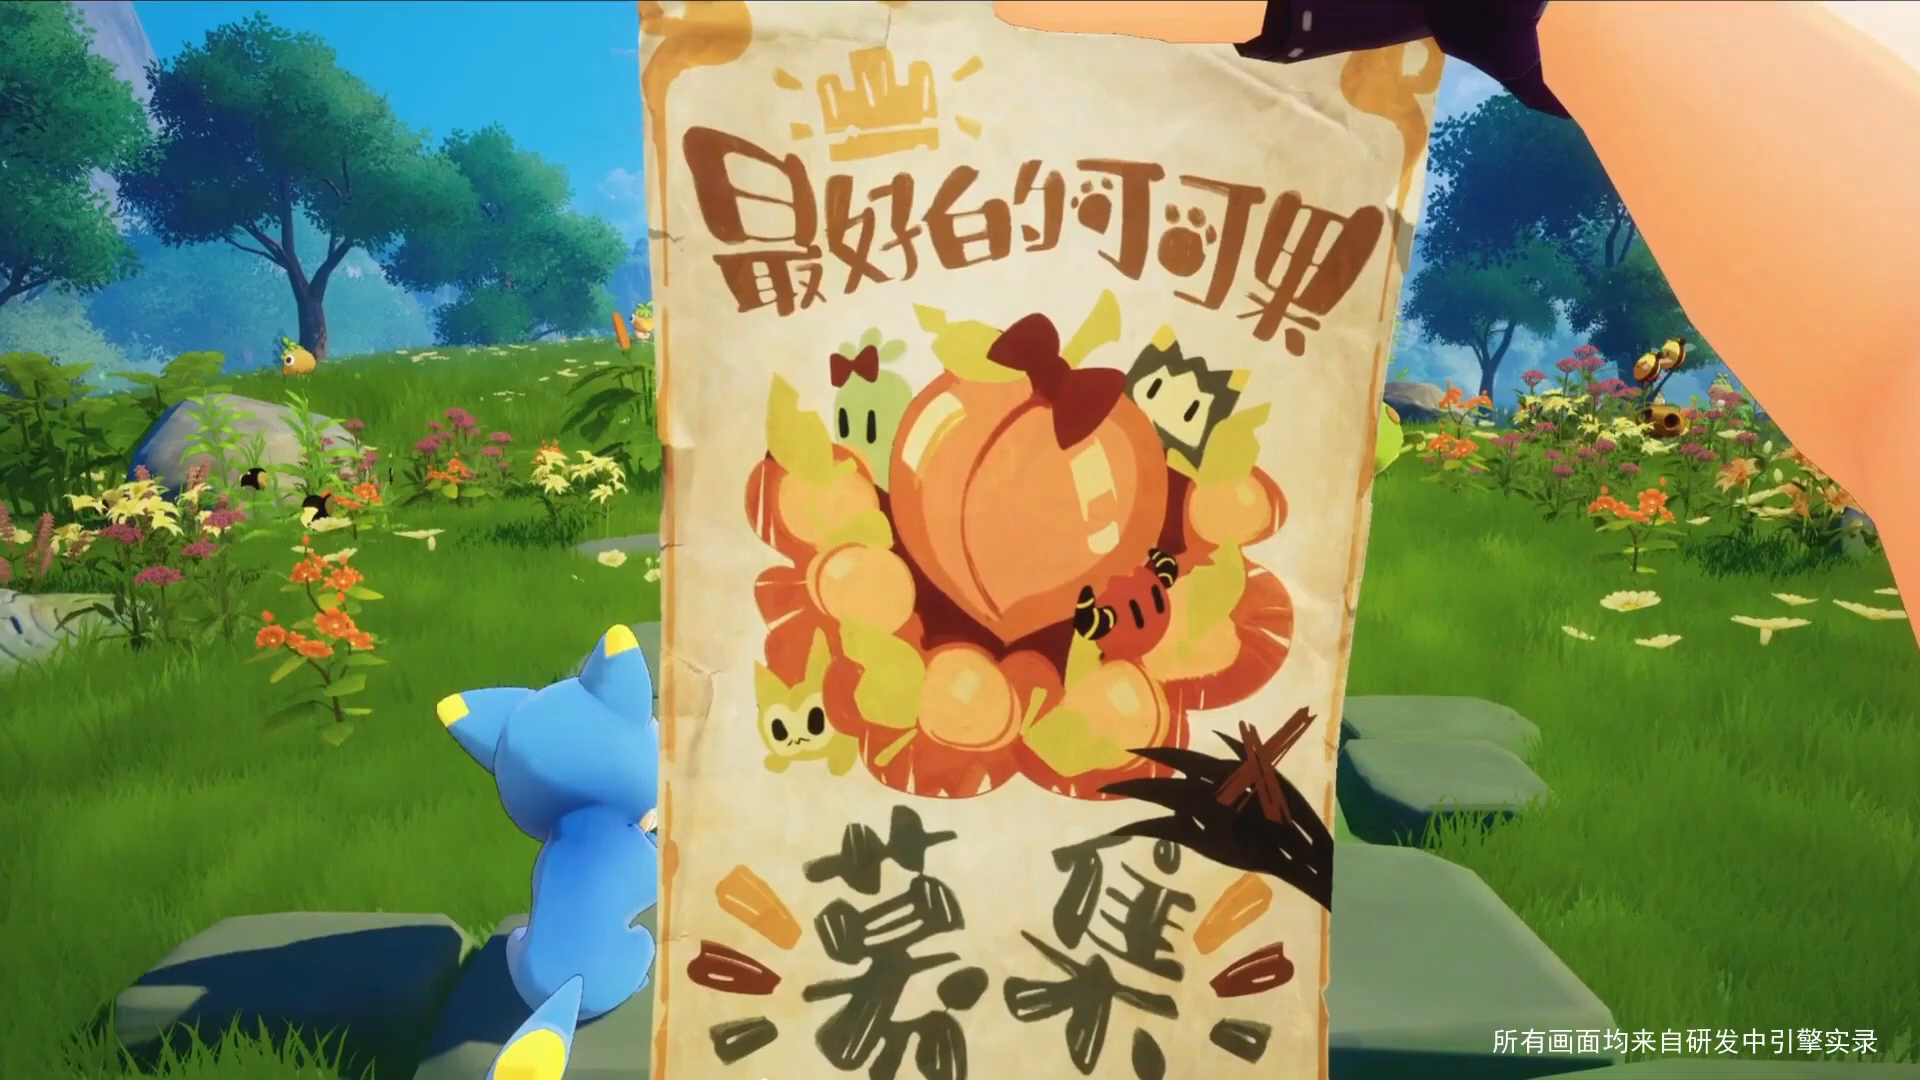 最好的呵呵果
募集
所有画面均来自研发中引擎实录